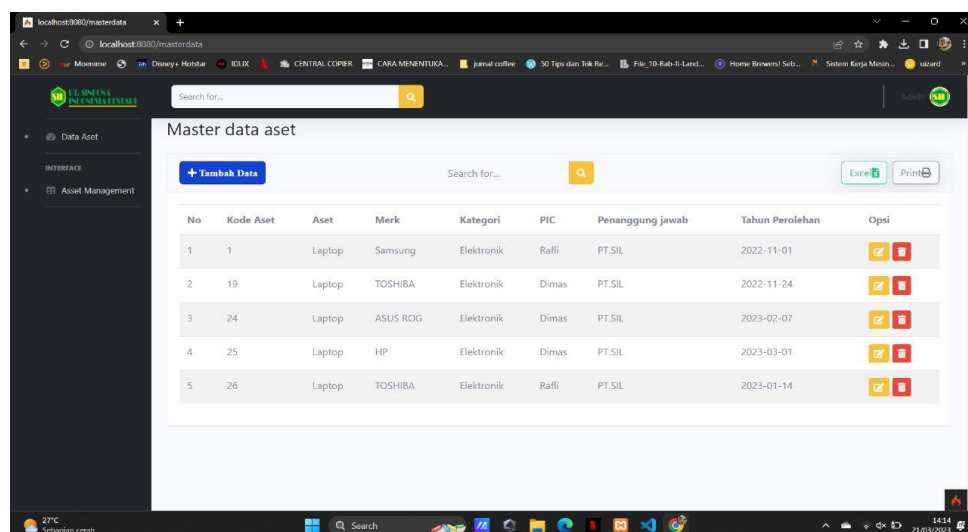 localhost:8080/masterdata
localhost:8080/masterdata
Moenime Disney+ Hotstar IDLIX CENTRAL COPIER CARA MENENTUKA... jurnal coffee 50 Tips dan Trik Re... File_10-Bab-II-Land... Home Brewers! Seb... Sistem Kerja Mesin... uizard »
PT. SINERGA
INDONESIA LESTARI
Search for...
Admin
SIL
Data Aset
INTERFACE
Asset Management
Master data aset
+ Tambah Data Search for... Excel Print
No Kode Aset Aset Merk Kategori PIC Penanggung jawab Tahun Perolehan Opsi
1 1 Laptop Samsung Elektronik Rafli PT.SIL 2022-11-01
2 19 Laptop TOSHIBA Elektronik Dimas PT.SIL 2022-11-24
3 24 Laptop ASUS ROG Elektronik Dimas PT.SIL 2023-02-07
4 25 Laptop HP Elektronik Dimas PT.SIL 2023-03-01
5 26 Laptop TOSHIBA Elektronik Rafli PT.SIL 2023-01-14
27°C
Sebagian cerah
Search
14:14
21/03/2023